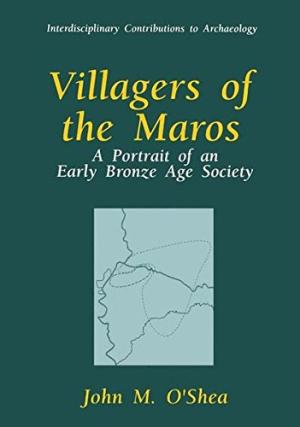 Interdisciplinary Contributions to Archaeology
Villagers of
the Maros
A Portrait of an
Early Bronze Age Society
John M. O'Shea